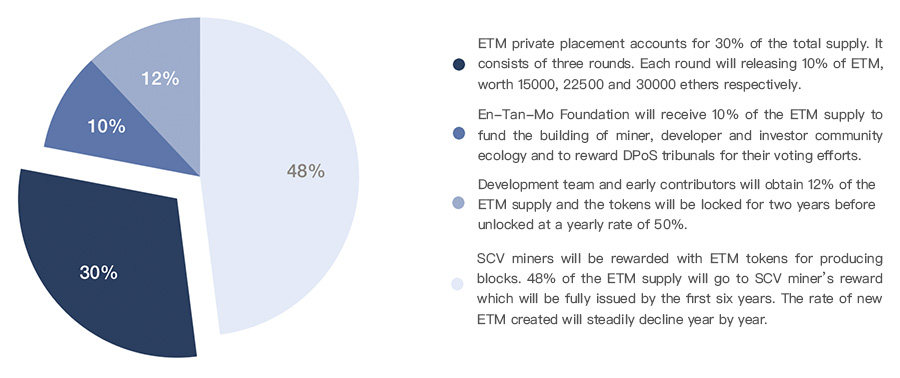 12%
10%
48%
30%
ETM private placement accounts for 30% of the total supply. It
consists of three rounds. Each round will releasing 10% of ETM,
worth 15000, 22500 and 30000 ethers respectively.
En-Tan-Mo Foundation will receive 10% of the ETM supply to
fund the building of miner, developer and investor community
ecology and to reward DPoS tribunals for their voting efforts.
Development team and early contributors will obtain 12% of the
ETM supply and the tokens will be locked for two years before
unlocked at a yearly rate of 50%.
SCV miners will be rewarded with ETM tokens for producing
blocks. 48% of the ETM supply will go to SCV miner's reward
which will be fully issued by the first six years. The rate of new
ETM created will steadily decline year by year.